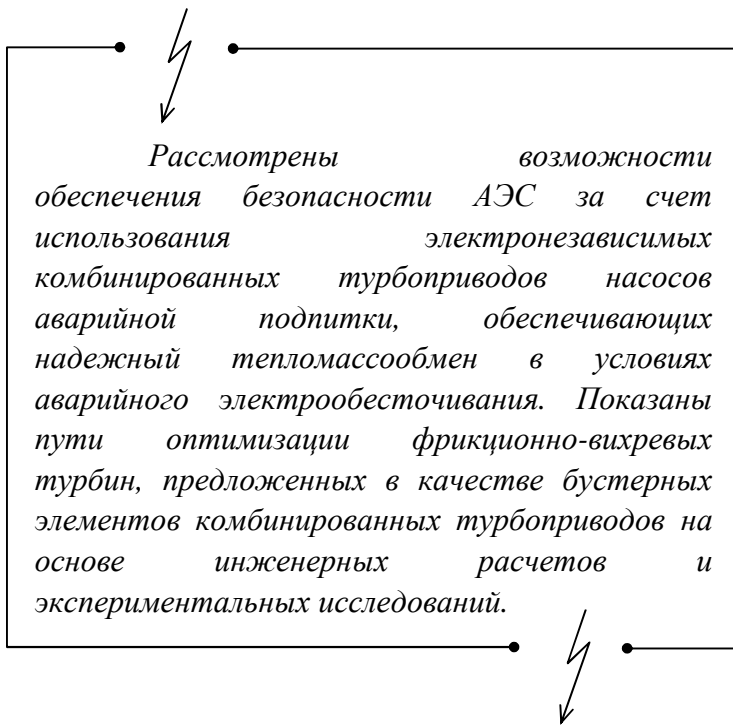 Рассмотрены возможности
обеспечения безопасности АЭС за счет
использования электронезависимых
комбинированных турбоприводов насосов
аварийной подпитки, обеспечивающих
надежный тепломассообмен в условиях
аварийного электрообесточивания. Показаны
пути оптимизации фрикционно-вихревых
турбин, предложенных в качестве бустерных
элементов комбинированных турбоприводов на
основе инженерных расчетов и
экспериментальных исследований.